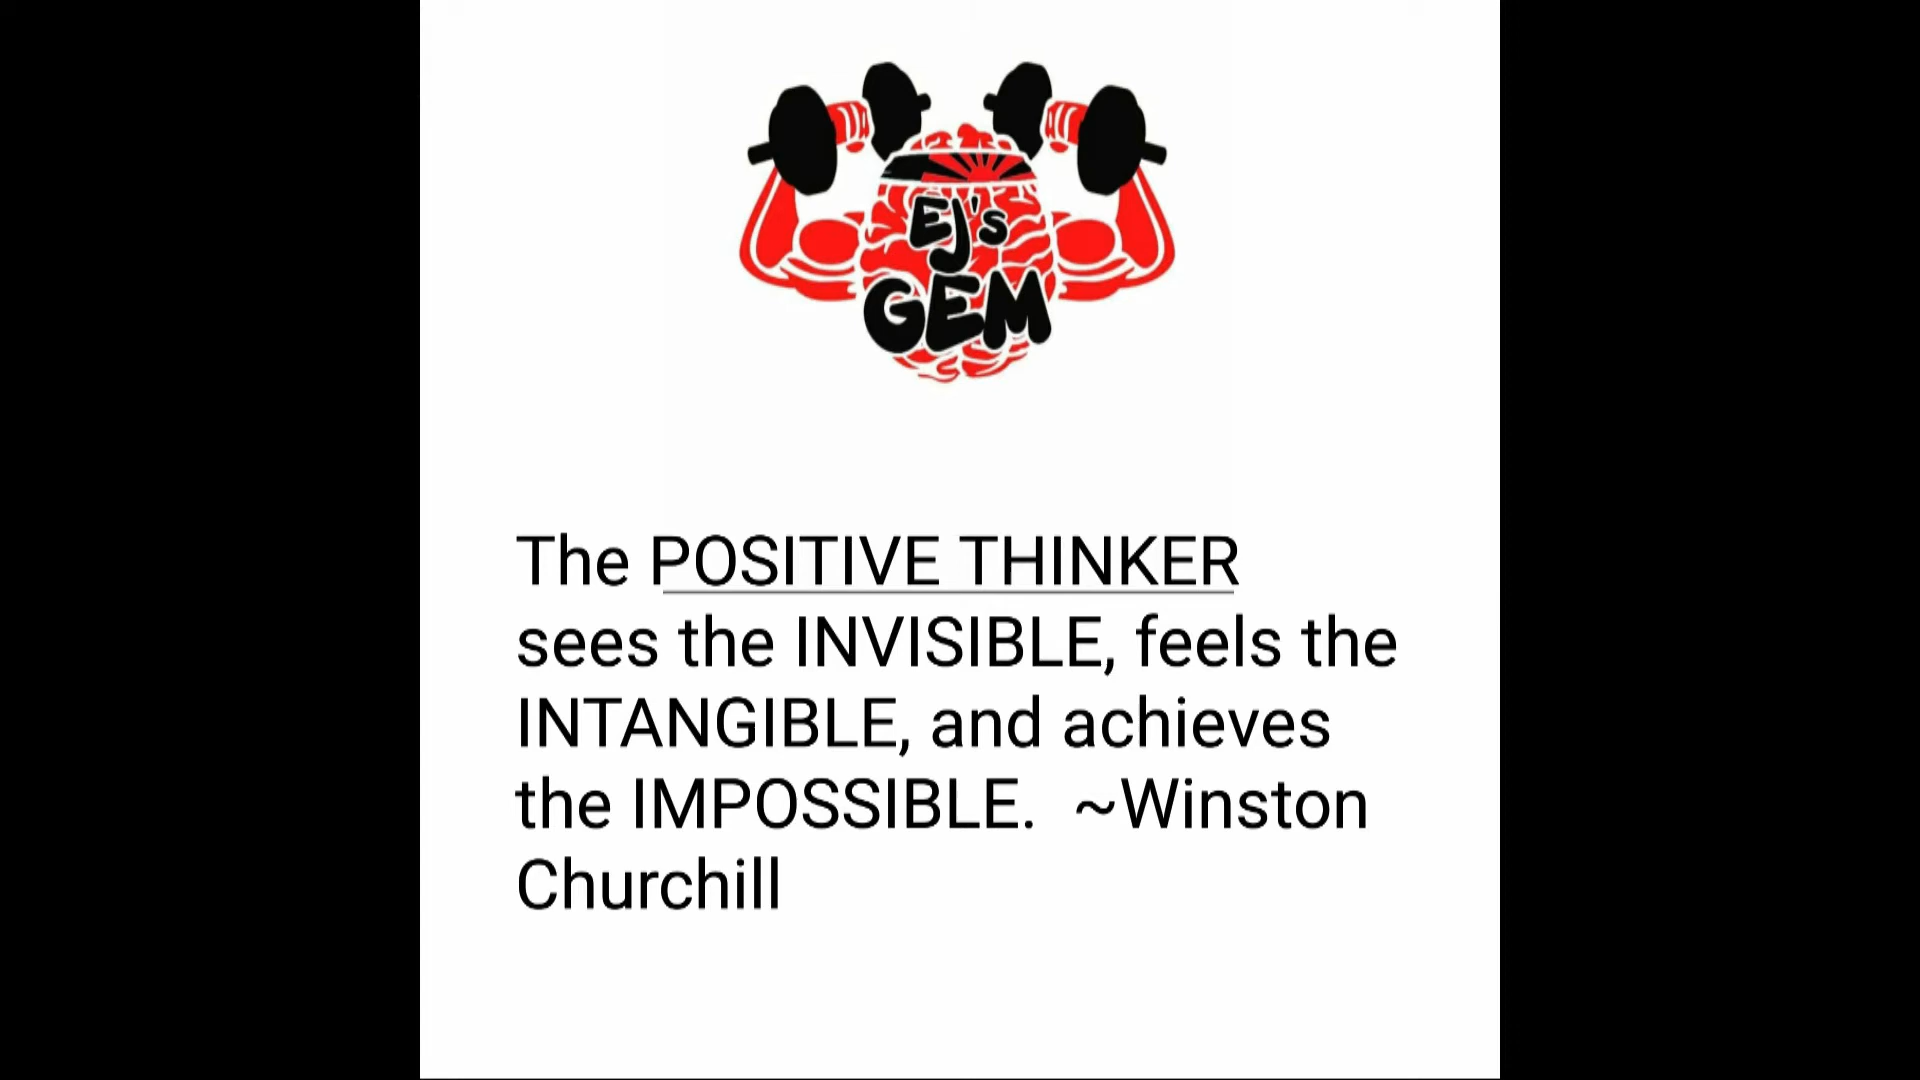 EJ's
GEM
The POSITIVE THINKER
sees the INVISIBLE, feels the
INTANGIBLE, and achieves
the IMPOSSIBLE.  ~Winston
Churchill